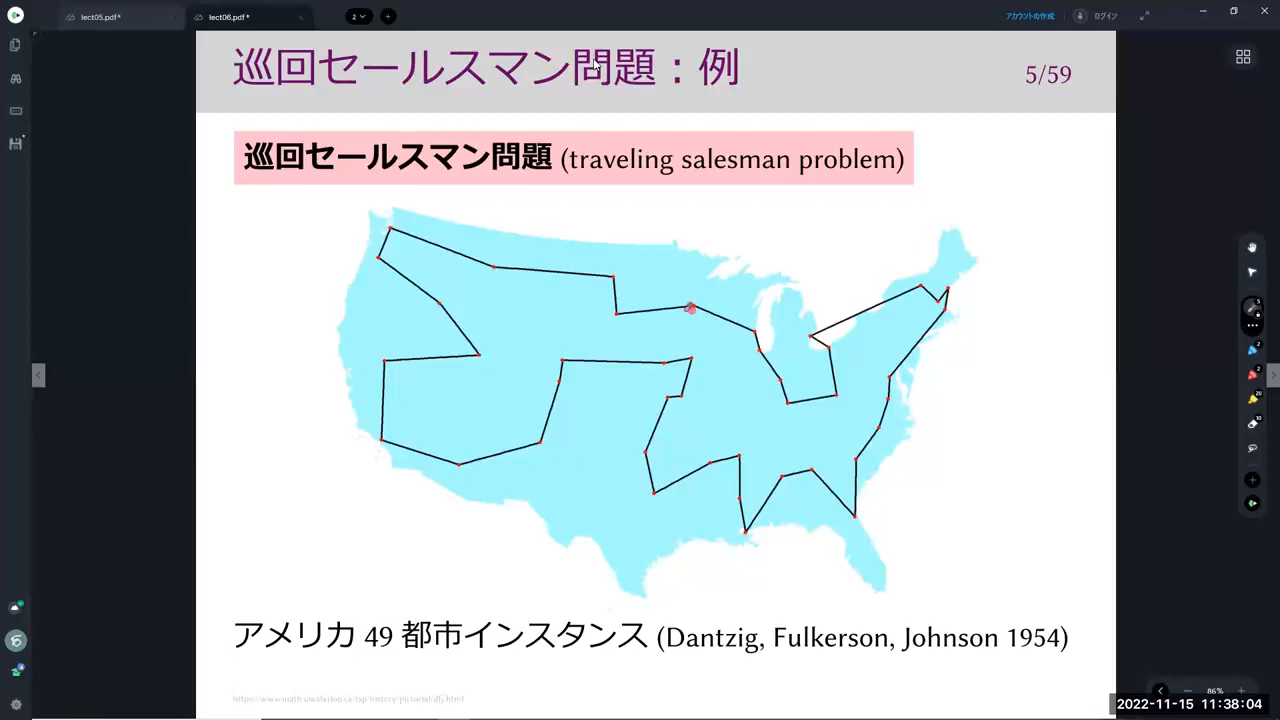 lect05.pdf*
lect06.pdf*
2
アカウントの作成
ログイン
巡回セールスマン問題：例
5/59
巡回セールスマン問題 (traveling salesman problem)
アメリカ 49 都市インスタンス (Dantzig, Fulkerson, Johnson 1954)
86%
2022-11-15 11:38:04